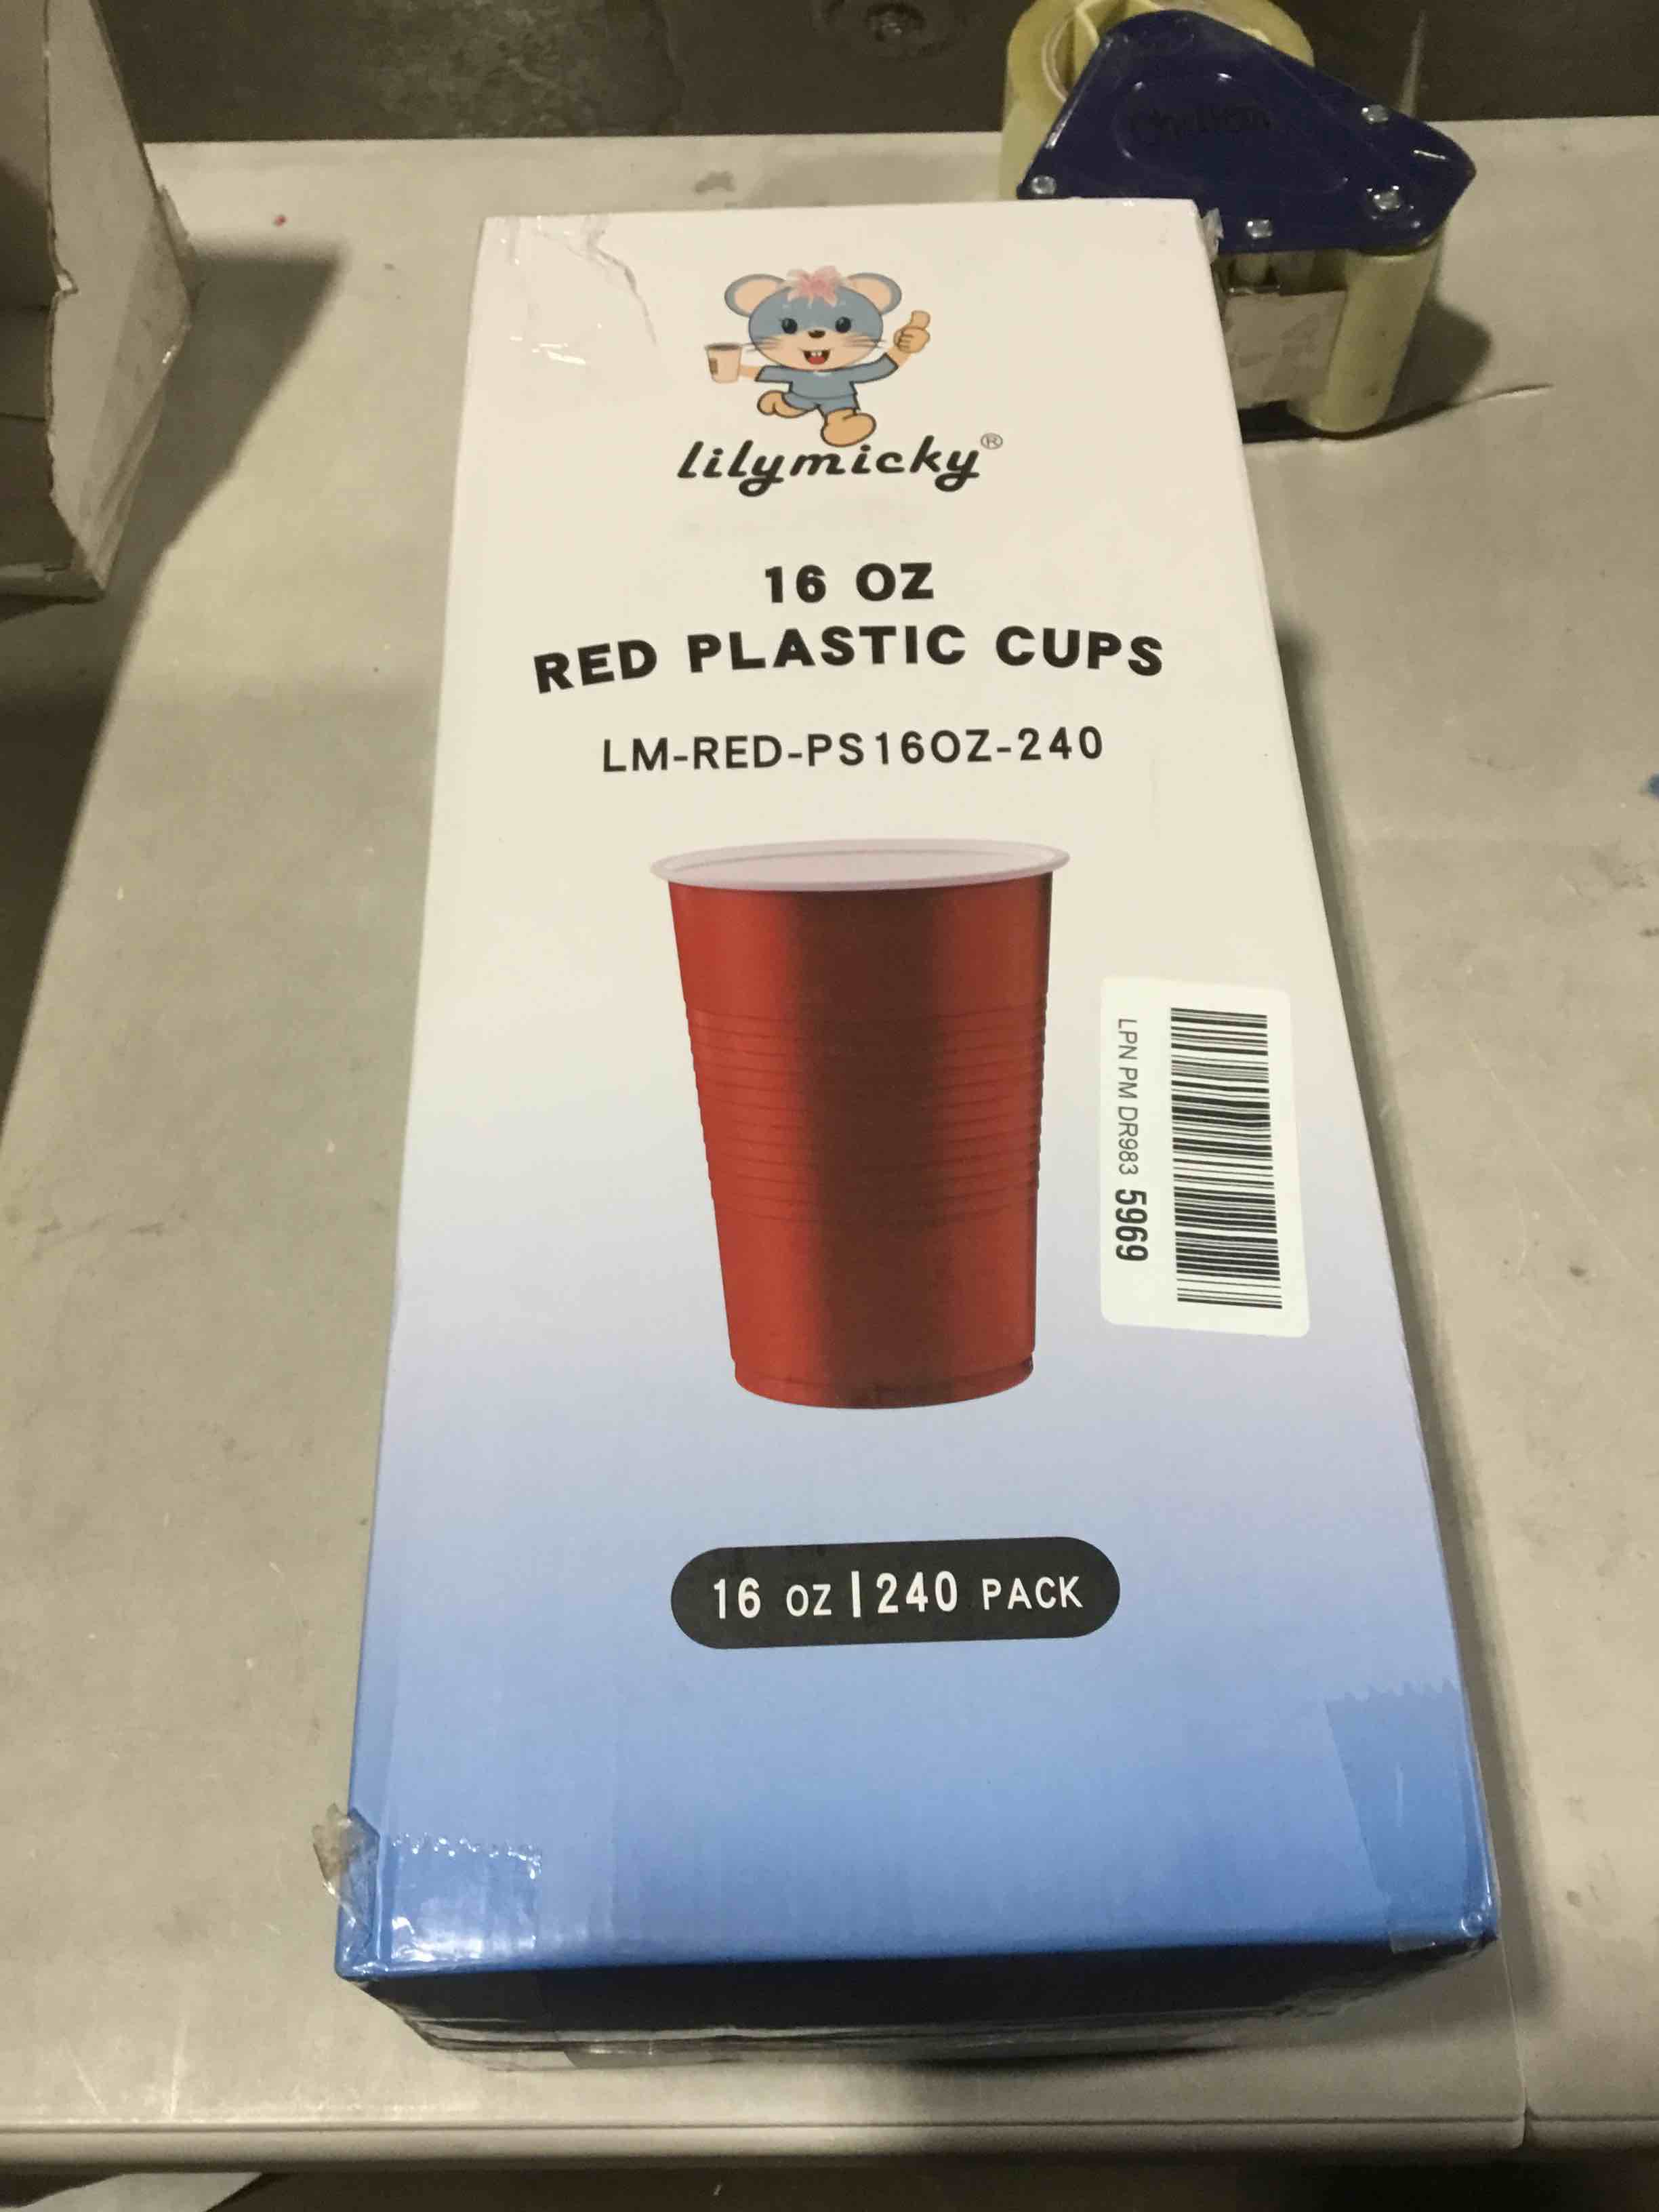 lilymicky®
16 OZ
RED PLASTIC CUPS
LM-RED-PS16OZ-240
LPN PM DR983 5969
16 OZ | 240 PACK